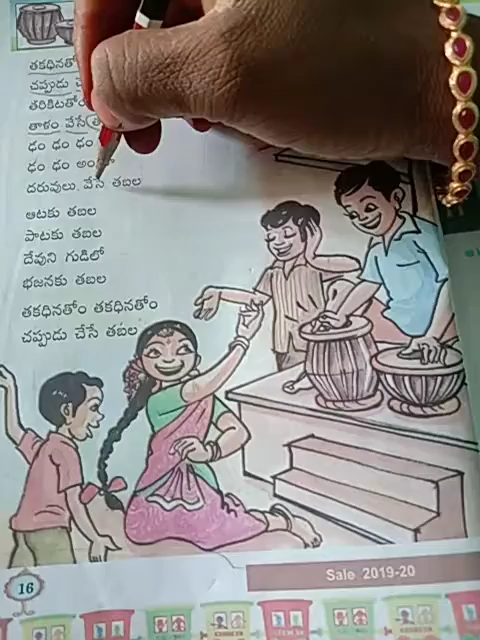 తకధినతో
చప్పుడు
తరికిటతోం
తాళం వేసే
ధం ధం ధం
ధం ధం
దరువులు వేసే తబల
ఆటకు తబల
పాటకు తబల
దేవుని గుడిలో
భజనకు తబల
తకధినతోం తకధినతోం
చప్పుడు చేసే తబల
16
Sale 2019-20